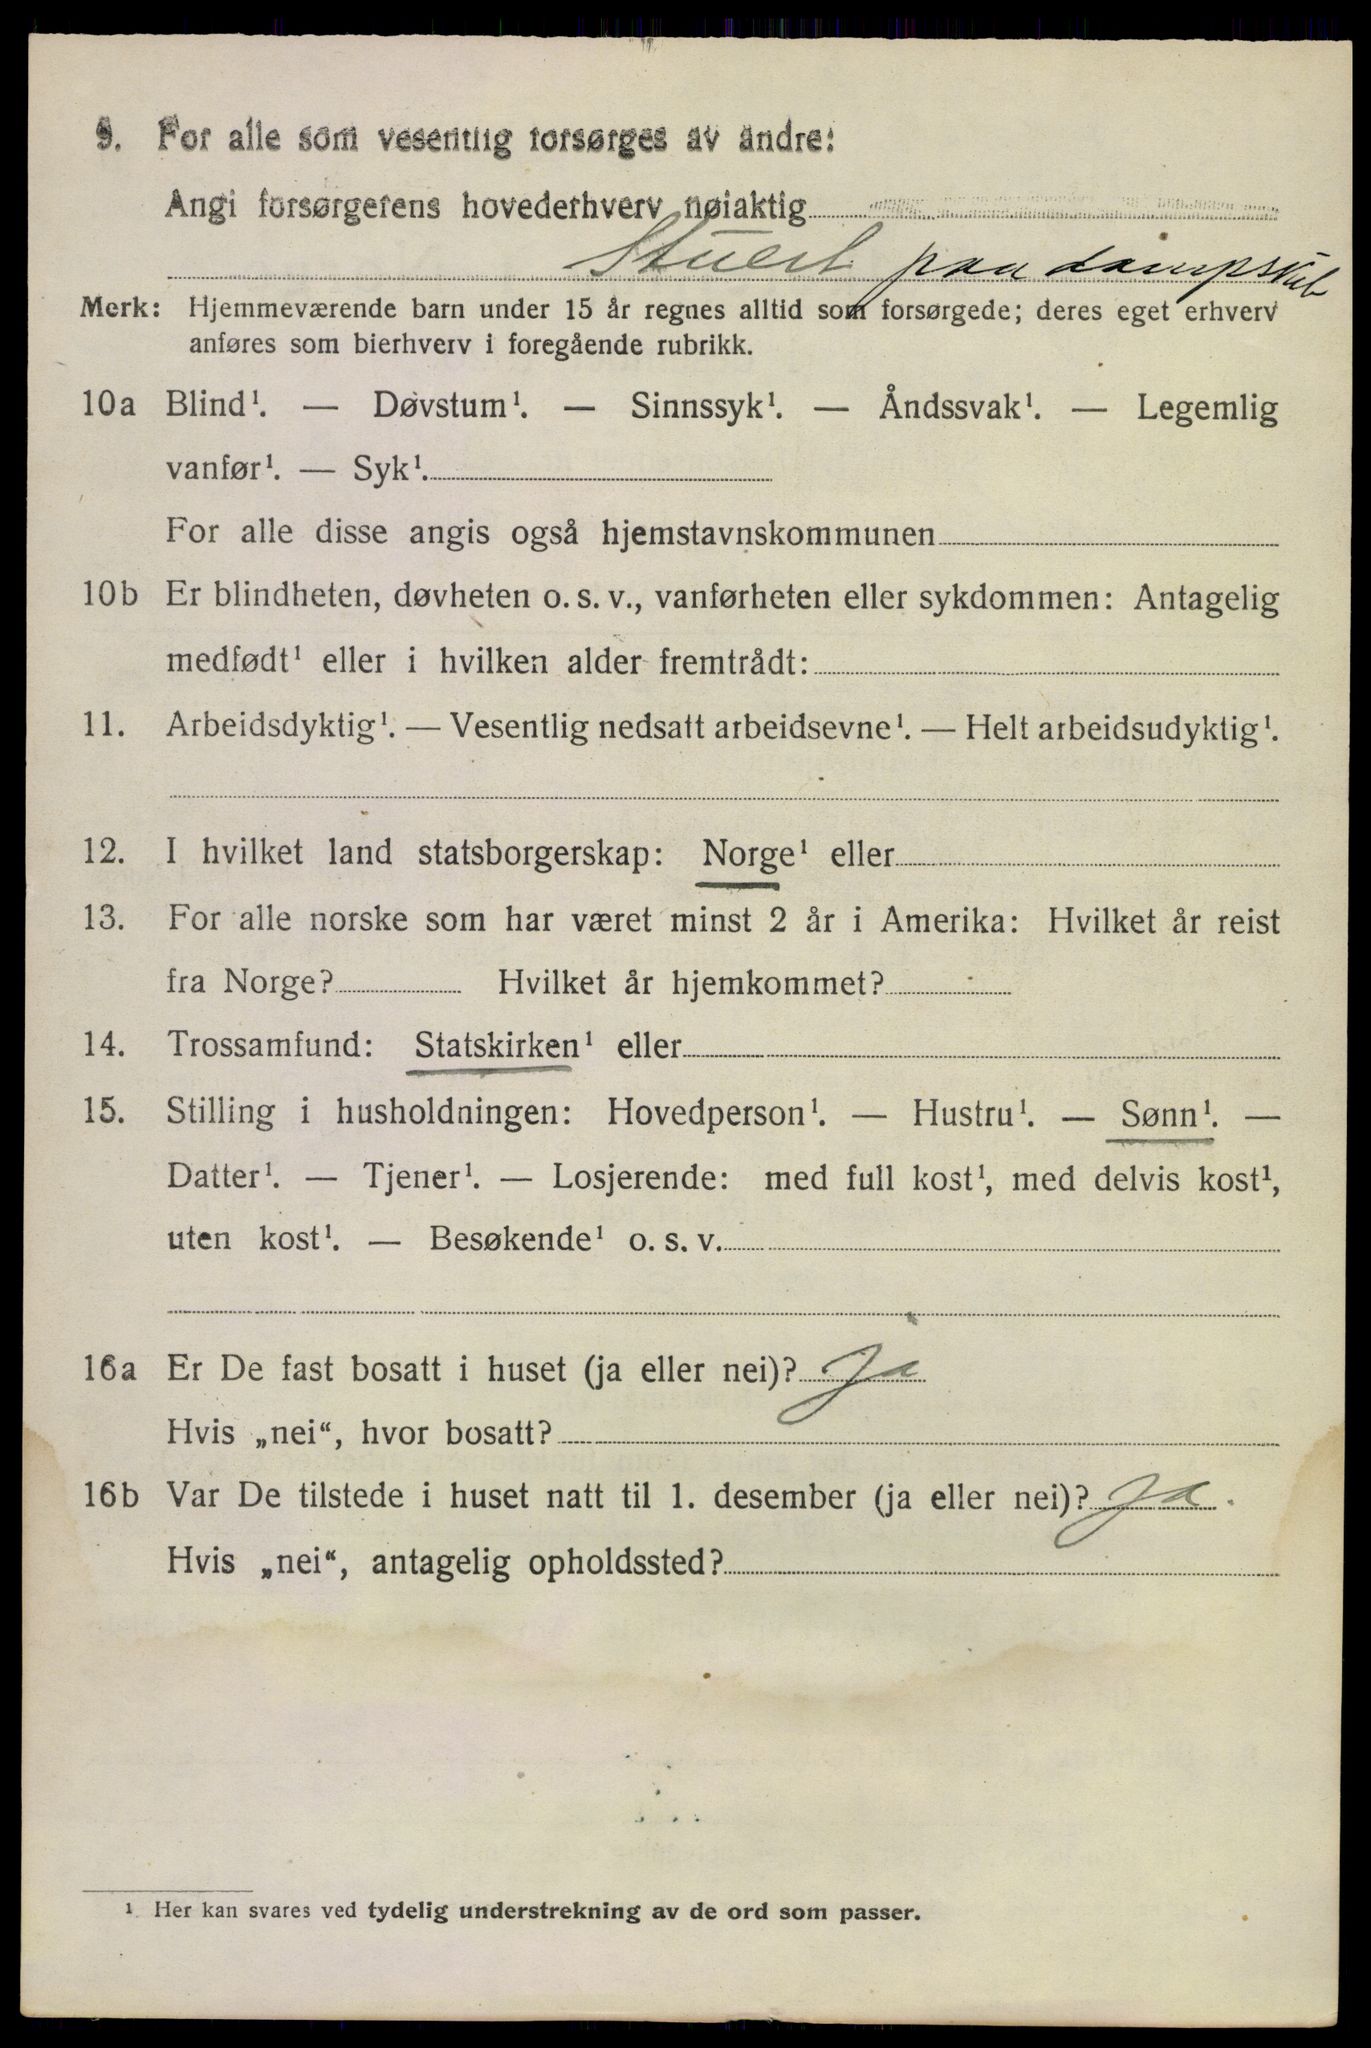 9. For alle som vesentlig forsørges av andre:
Angi forsørgerens hovederhverv nøiaktig
Stuert paa dampskib
Merk: Hjemmeværende barn under 15 år regnes alltid som forsørgede; deres eget erhverv
anføres som bierhverv i foregående rubrikk.
10a Blind¹. — Døvstum¹. — Sinnssyk¹. — Åndssvak¹. — Legemlig
vanfør¹. — Syk¹.
For alle disse angis også hjemstavnskommunen
10b Er blindheten, døvheten o. s. v., vanførheten eller sykdommen: Antagelig
medfødt¹ eller i hvilken alder fremtrådt:
11. Arbeidsdyktig¹. — Vesentlig nedsatt arbeidsevne¹. — Helt arbeidsudyktig¹.
12. I hvilket land statsborgerskap: Norge¹ eller
13. For alle norske som har været minst 2 år i Amerika: Hvilket år reist
fra Norge? Hvilket år hjemkommet?
14. Trossamfund: Statskirken¹ eller
15. Stilling i husholdningen: Hovedperson¹. — Hustru¹. — Sønn¹. —
Datter¹. — Tjener¹. — Losjerende: med full kost¹, med delvis kost¹,
uten kost¹. — Besøkende¹ o. s. v.
16a Er De fast bosatt i huset (ja eller nei)? Ja
Hvis „nei“, hvor bosatt?
16b Var De tilstede i huset natt til 1. desember (ja eller nei)? Ja.
Hvis „nei“, antagelig opholdssted?
¹ Her kan svares ved tydelig understrekning av de ord som passer.